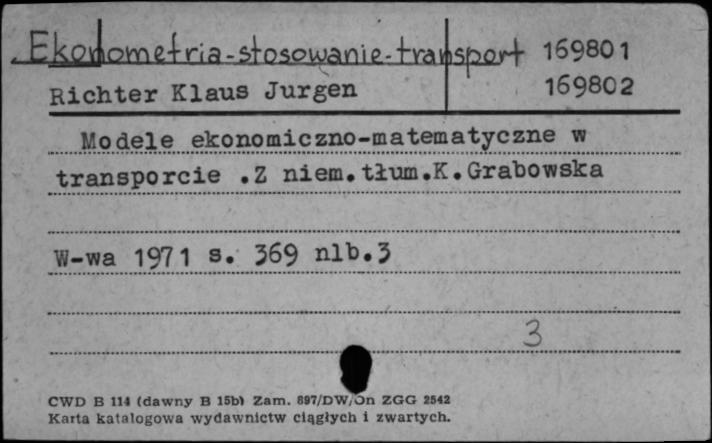 Ekonometria-stosowanie-transport 169801
Richter Klaus Jurgen 169802
Modele ekonomiczno-matematyczne w
transporcie .Z niem.tłum.K.Grabowska
W-wa 1971 s. 369 nlb.3
3
CWD B 114 (dawny B 15b) Zam. 897/DW/On ZGG 2542
Karta katalogowa wydawnictw ciągłych i zwartych.